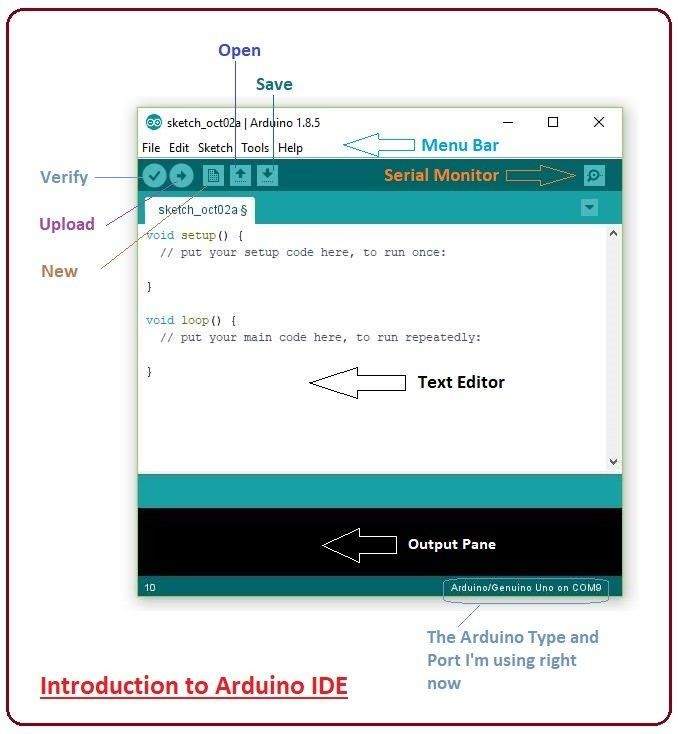 Open
Save
sketch_oct02a | Arduino 1.8.5
File Edit Sketch Tools Help
Menu Bar
Verify
Serial Monitor
Upload
sketch_oct02a §
New
void setup() {
// put your setup code here, to run once:
}
void loop() {
// put your main code here, to run repeatedly:
}
Text Editor
Output Pane
10
Arduino/Genuino Uno on COM9
The Arduino Type and
Port I'm using right
now
Introduction to Arduino IDE